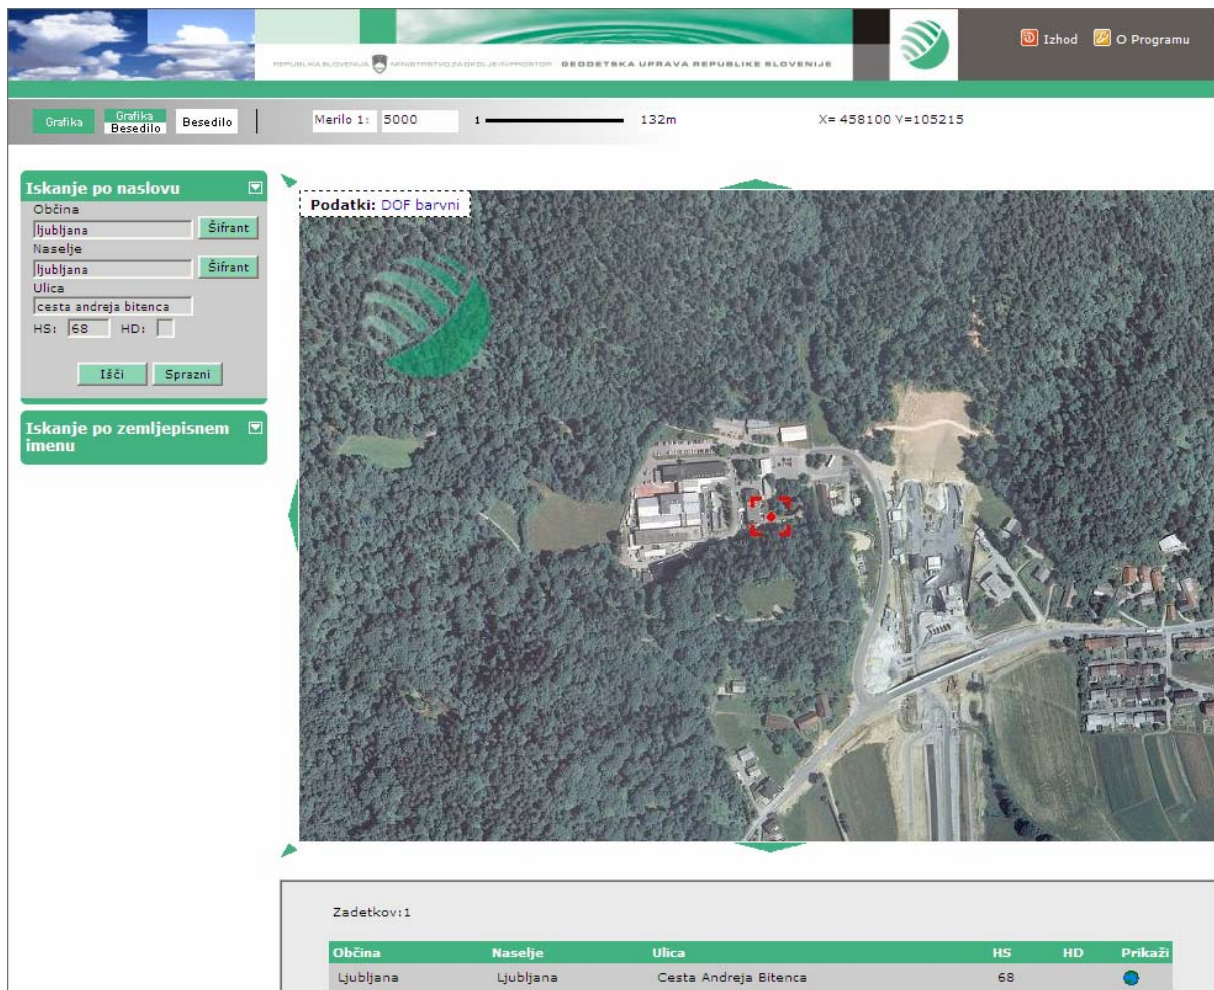 Izhod O Programu
REPUBLIKA SLOVENIJA MINISTRSTVO ZA OKOLJE IN PROSTOR GEODETSKA UPRAVA REPUBLIKE SLOVENIJE
Grafika Grafika Besedilo Besedilo Merilo 1: 5000 1 132m X= 458100 Y=105215
Iskanje po naslovu
Občina
ljubljana Šifrant
Naselje
ljubljana Šifrant
Ulica
cesta andreja bitenca
HS: 68 HD:
Išči Sprazni
Iskanje po zemljepisnem
imenu
Podatki: DOF barvni
Zadetkov:1
Občina Naselje Ulica HS HD Prikaži
Ljubljana Ljubljana Cesta Andreja Bitenca 68